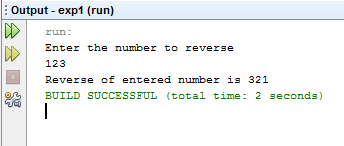 Output - exp1 (run)
run:
Enter the number to reverse
123
Reverse of entered number is 321
BUILD SUCCESSFUL (total time: 2 seconds)